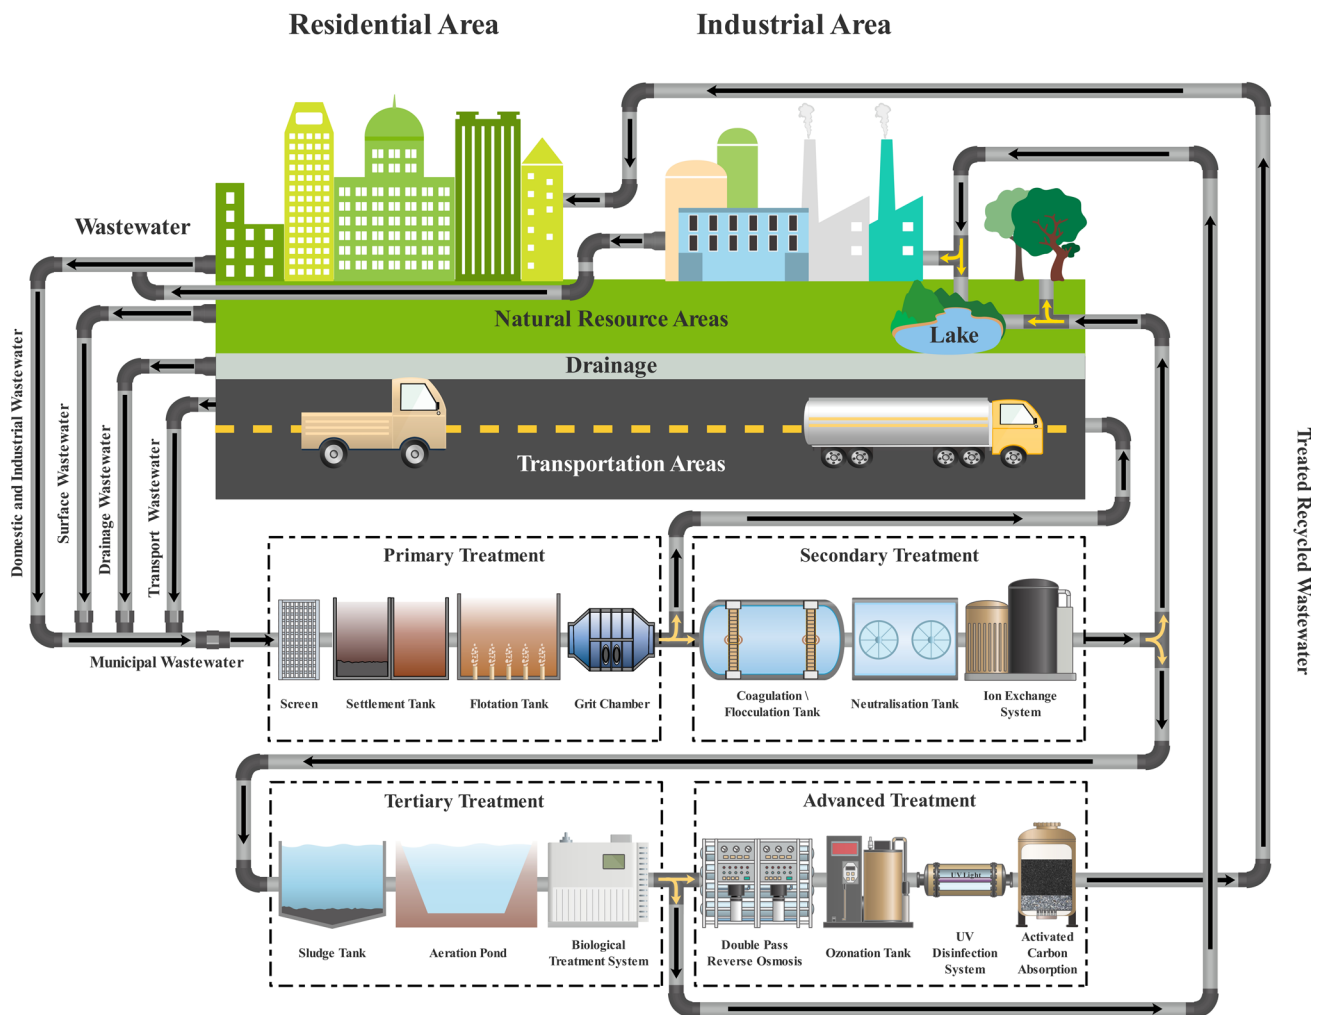 Residential Area
Industrial Area
Wastewater
Natural Resource Areas
Lake
Drainage
Transportation Areas
Domestic and Industrial Wastewater
Surface Wastewater
Drainage Wastewater
Transport Wastewater
Treated Recycled Wastewater
Municipal Wastewater
Primary Treatment
Screen
Settlement Tank
Flotation Tank
Grit Chamber
Secondary Treatment
Coagulation \
Flocculation Tank
Neutralisation Tank
Ion Exchange
System
Tertiary Treatment
Sludge Tank
Aeration Pond
Biological
Treatment System
Advanced Treatment
UV Light
Double Pass
Reverse Osmosis
Ozonation Tank
UV
Disinfection
System
Activated
Carbon
Absorption